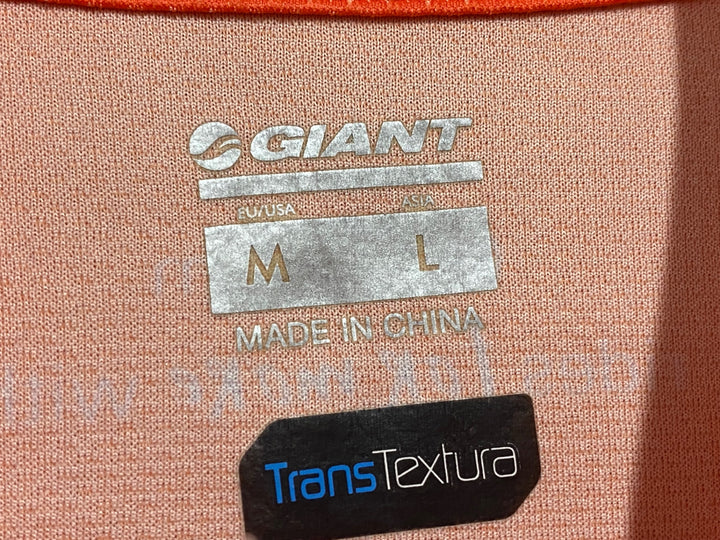 GIANT
EU/USA ASIA
M L
MADE IN CHINA
TransTextura